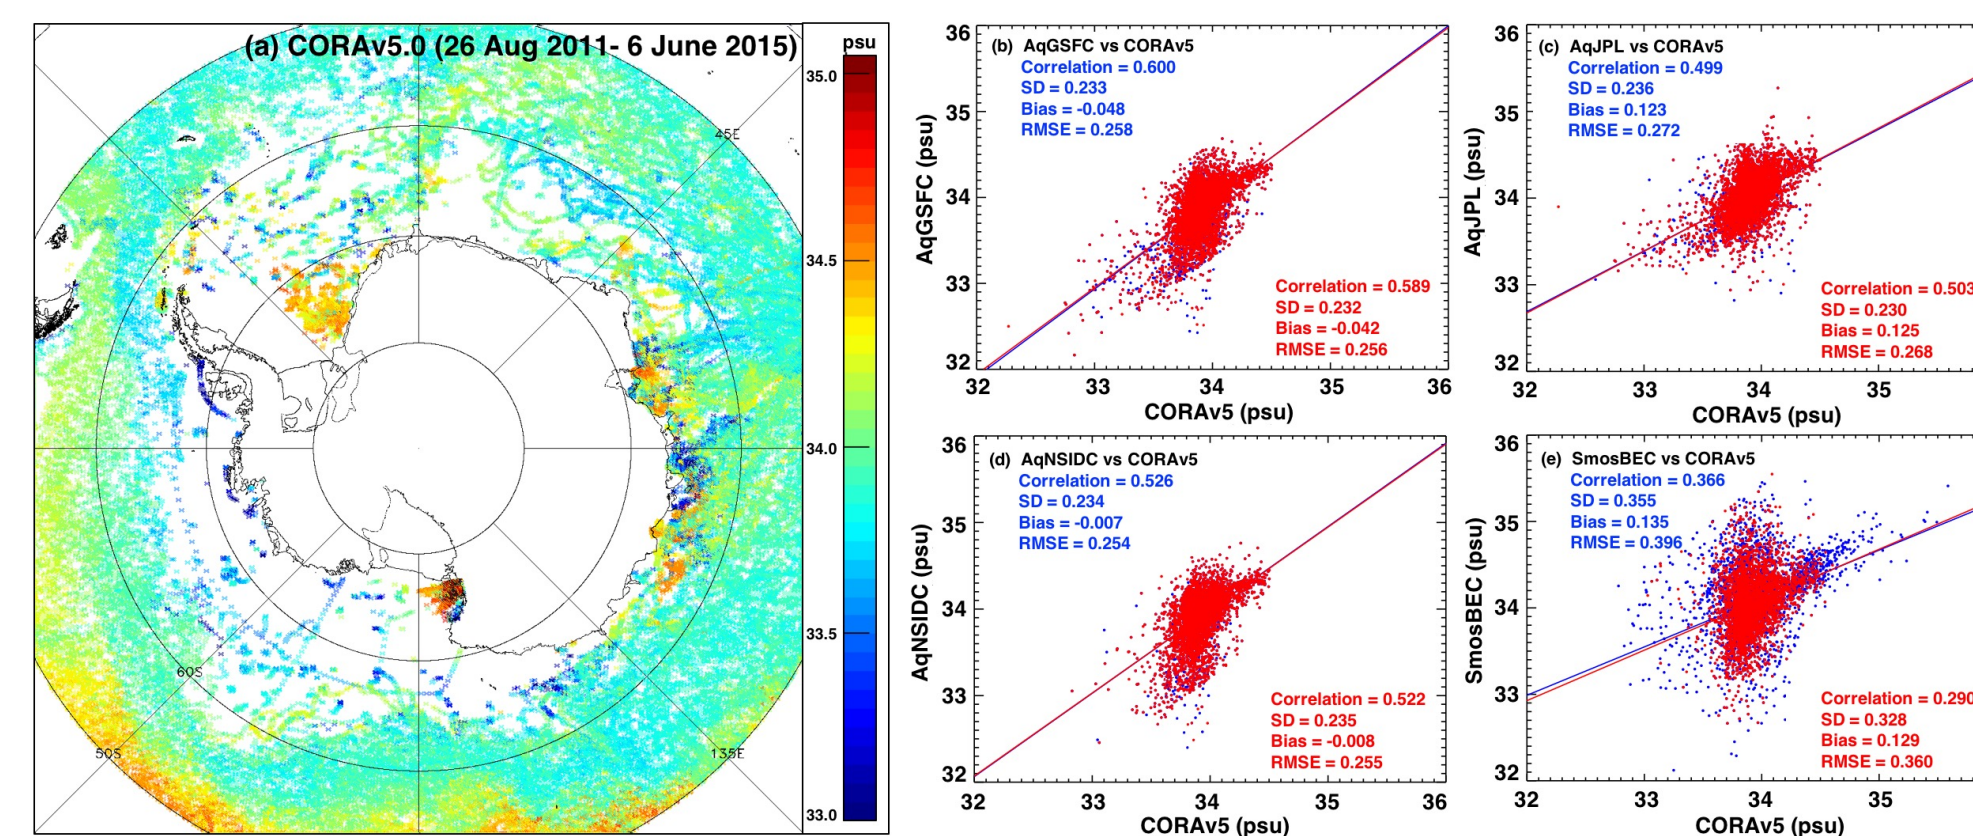 (a) CORAv5.0 (26 Aug 2011- 6 June 2015)
psu
35.0
34.5
34.0
33.5
33.0
45E
60S
50S
135E
(b) AqGSFC vs CORAv5
Correlation = 0.600
SD = 0.233
Bias = -0.048
RMSE = 0.258
Correlation = 0.589
SD = 0.232
Bias = -0.042
RMSE = 0.256
AqGSFC (psu)
36
35
34
33
32
32 33 34 35 36
CORAv5 (psu)
(c) AqJPL vs CORAv5
Correlation = 0.499
SD = 0.236
Bias = 0.123
RMSE = 0.272
Correlation = 0.503
SD = 0.230
Bias = 0.125
RMSE = 0.268
AqJPL (psu)
36
35
34
33
32
32 33 34 35
CORAv5 (psu)
(d) AqNSIDC vs CORAv5
Correlation = 0.526
SD = 0.234
Bias = -0.007
RMSE = 0.254
Correlation = 0.522
SD = 0.235
Bias = -0.008
RMSE = 0.255
AqNSIDC (psu)
36
35
34
33
32
32 33 34 35 36
CORAv5 (psu)
(e) SmosBEC vs CORAv5
Correlation = 0.366
SD = 0.355
Bias = 0.135
RMSE = 0.396
Correlation = 0.290
SD = 0.328
Bias = 0.129
RMSE = 0.360
SmosBEC (psu)
36
35
34
33
32
32 33 34 35
CORAv5 (psu)